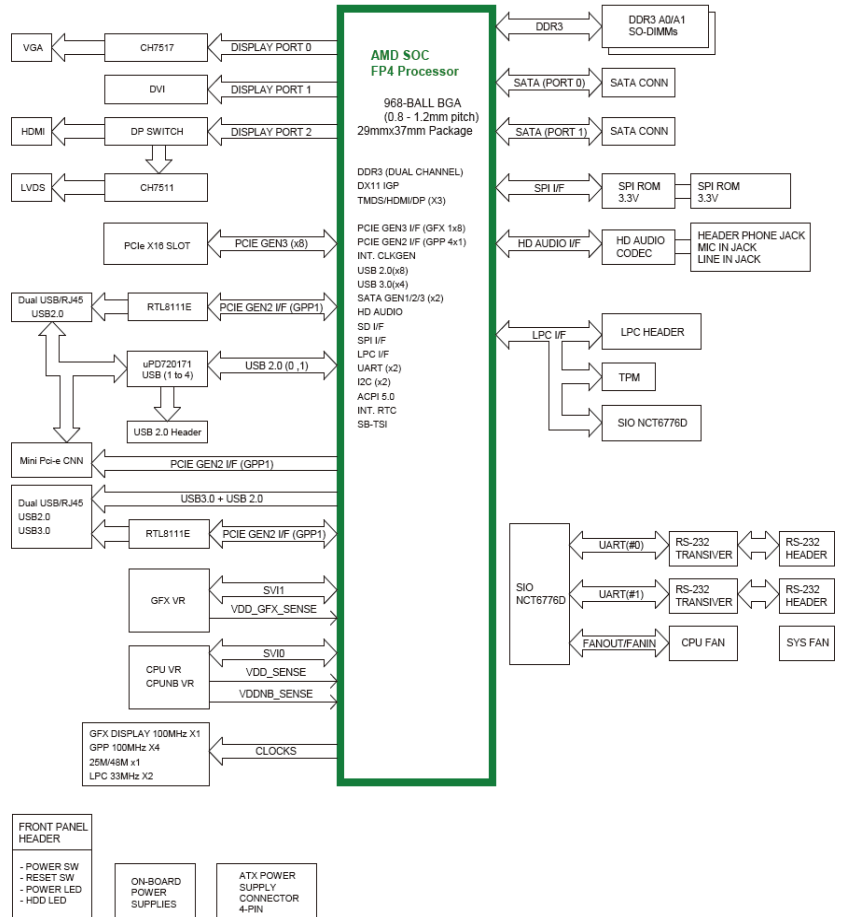 VGA
CH7517
DISPLAY PORT 0
DVI
DISPLAY PORT 1
HDMI
DP SWITCH
DISPLAY PORT 2
LVDS
CH7511
PCIe X16 SLOT
PCIE GEN3 (x8)
Dual USB/RJ45
USB2.0
RTL8111E
PCIE GEN2 I/F (GPP1)
uPD720171
USB (1 to 4)
USB 2.0 (0 ,1)
USB 2.0 Header
Mini Pci-e CNN
PCIE GEN2 I/F (GPP1)
Dual USB/RJ45
USB2.0
USB3.0
USB3.0 + USB 2.0
RTL8111E
PCIE GEN2 I/F (GPP1)
GFX VR
SVI1
VDD_GFX_SENSE
CPU VR
CPUNB VR
SVI0
VDD_SENSE
VDDNB_SENSE
GFX DISPLAY 100MHz X1
GPP 100MHz X4
25M/48M x1
LPC 33MHz X2
CLOCKS
AMD SOC
FP4 Processor
968-BALL BGA
(0.8 - 1.2mm pitch)
29mmx37mm Package
DDR3 (DUAL CHANNEL)
DX11 IGP
TMDS/HDMI/DP (X3)
PCIE GEN3 I/F (GFX 1x8)
PCIE GEN2 I/F (GPP 4x1)
INT. CLKGEN
USB 2.0(x8)
USB 3.0(x4)
SATA GEN1/2/3 (x2)
HD AUDIO
SD I/F
SPI I/F
LPC I/F
UART (x2)
I2C (x2)
ACPI 5.0
INT. RTC
SB-TSI
DDR3
DDR3 A0/A1
SO-DIMMs
SATA (PORT 0)
SATA CONN
SATA (PORT 1)
SATA CONN
SPI I/F
SPI ROM
3.3V
SPI ROM
3.3V
HD AUDIO I/F
HD AUDIO
CODEC
HEADER PHONE JACK
MIC IN JACK
LINE IN JACK
LPC I/F
LPC HEADER
TPM
SIO NCT6776D
SIO
NCT6776D
UART(#0)
RS-232
TRANSIVER
RS-232
HEADER
UART(#1)
RS-232
TRANSIVER
RS-232
HEADER
FANOUT/FANIN
CPU FAN
SYS FAN
FRONT PANEL
HEADER
- POWER SW
- RESET SW
- POWER LED
- HDD LED
ON-BOARD
POWER
SUPPLIES
ATX POWER
SUPPLY
CONNECTOR
4-PIN